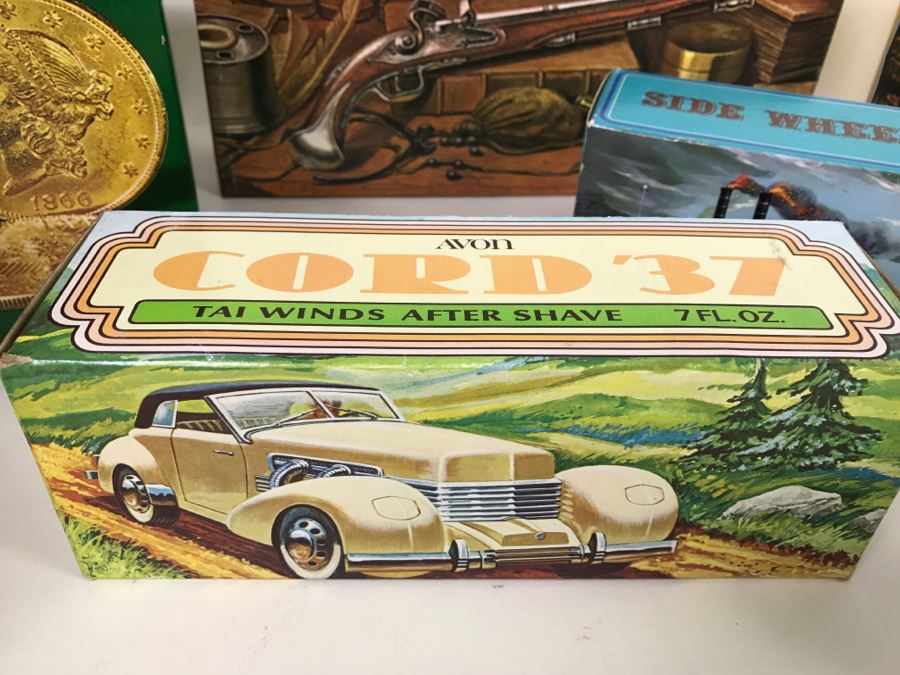 1866
SIDE WHEE
AVON
CORD '37
TAI WINDS AFTER SHAVE 7 FL. OZ.